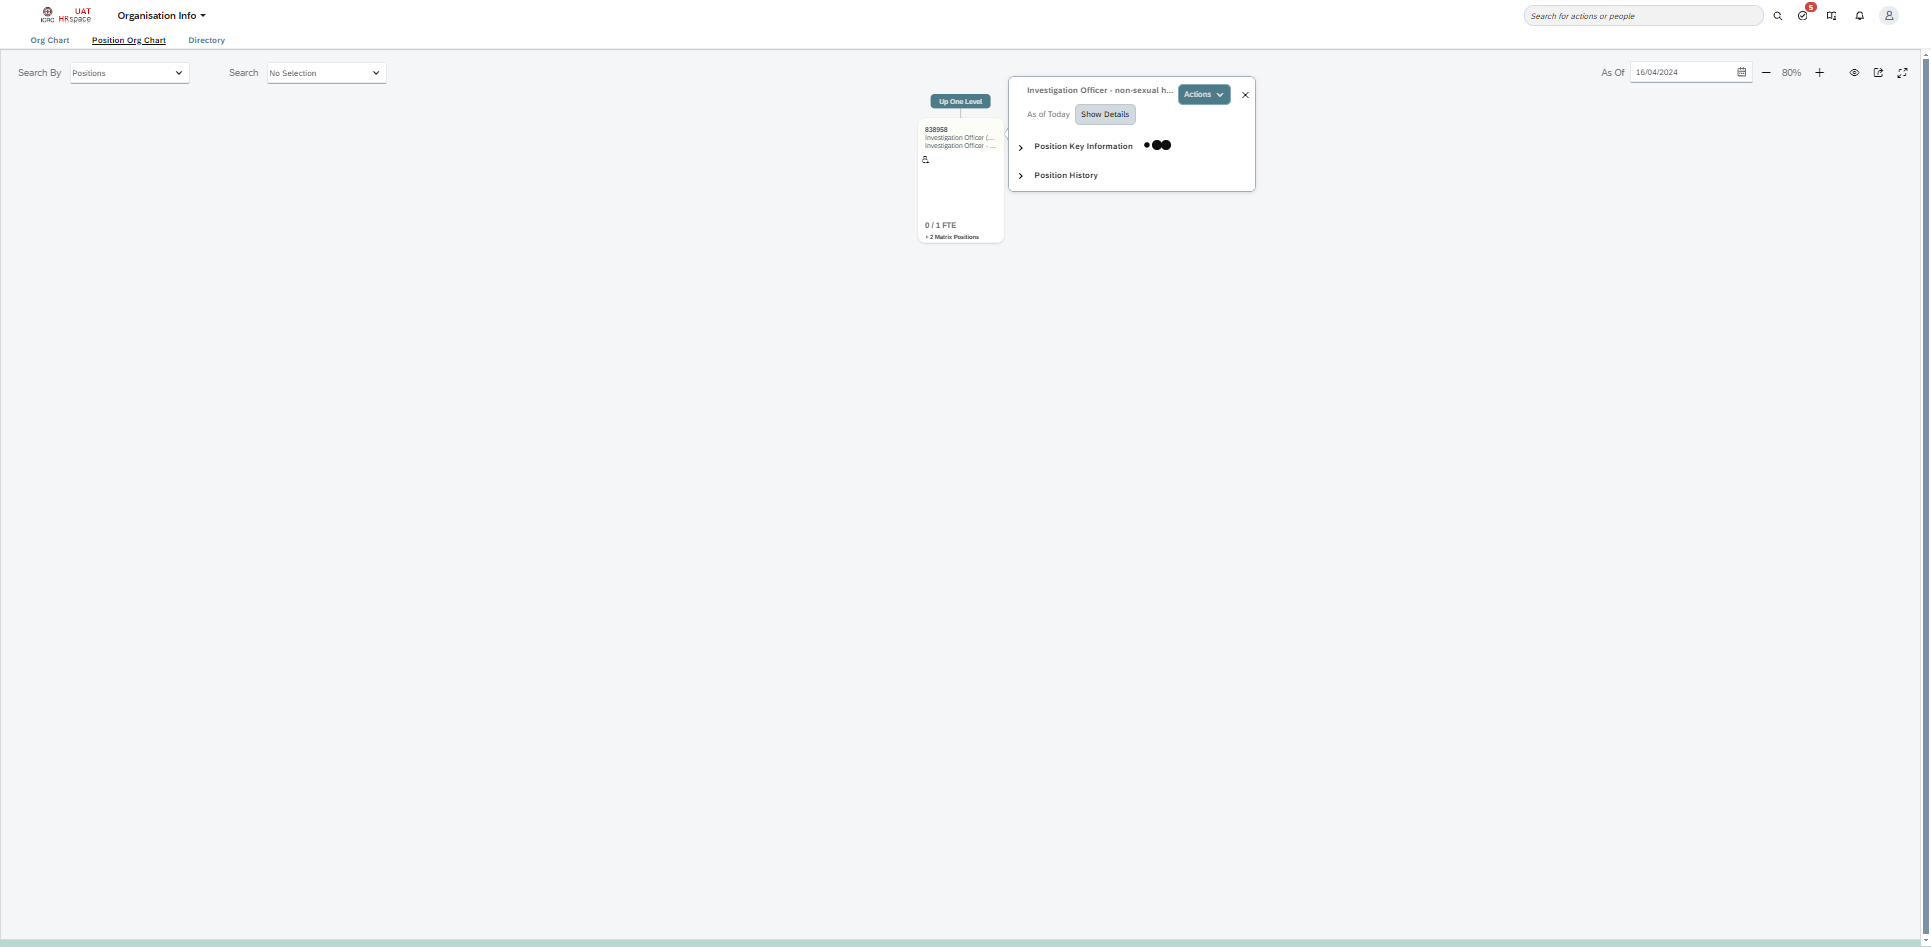 UAT
ICRC HRspace
Organisation Info
Search for actions or people
5
Org Chart
Position Org Chart
Directory
Search By
Positions
Search
No Selection
As Of
16/04/2024
80%
Up One Level
838958
Investigation Officer (...
Investigation Officer - ...
0 / 1 FTE
2 Matrix Positions
Investigation Officer - non-sexual h...
Actions
As of Today
Show Details
Position Key Information
Position History